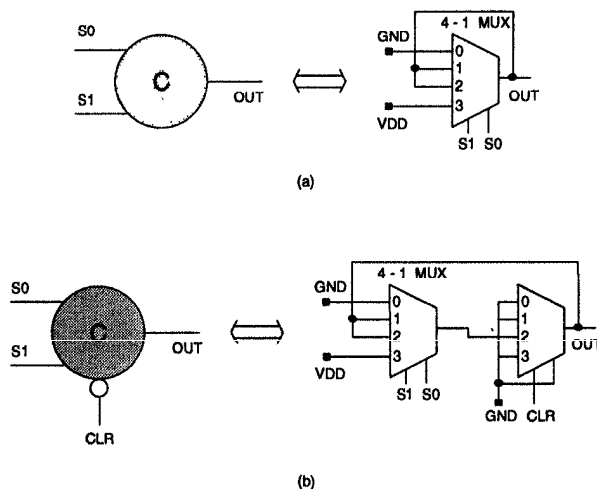 S0
S1
C
OUT
4 - 1 MUX
GND
0
1
2
3
VDD
OUT
S1 S0
(a)
S0
S1
C
OUT
CLR
4 - 1 MUX
GND
0
1
2
3
VDD
S1 S0
0
1
2
3
OUT
GND CLR
(b)